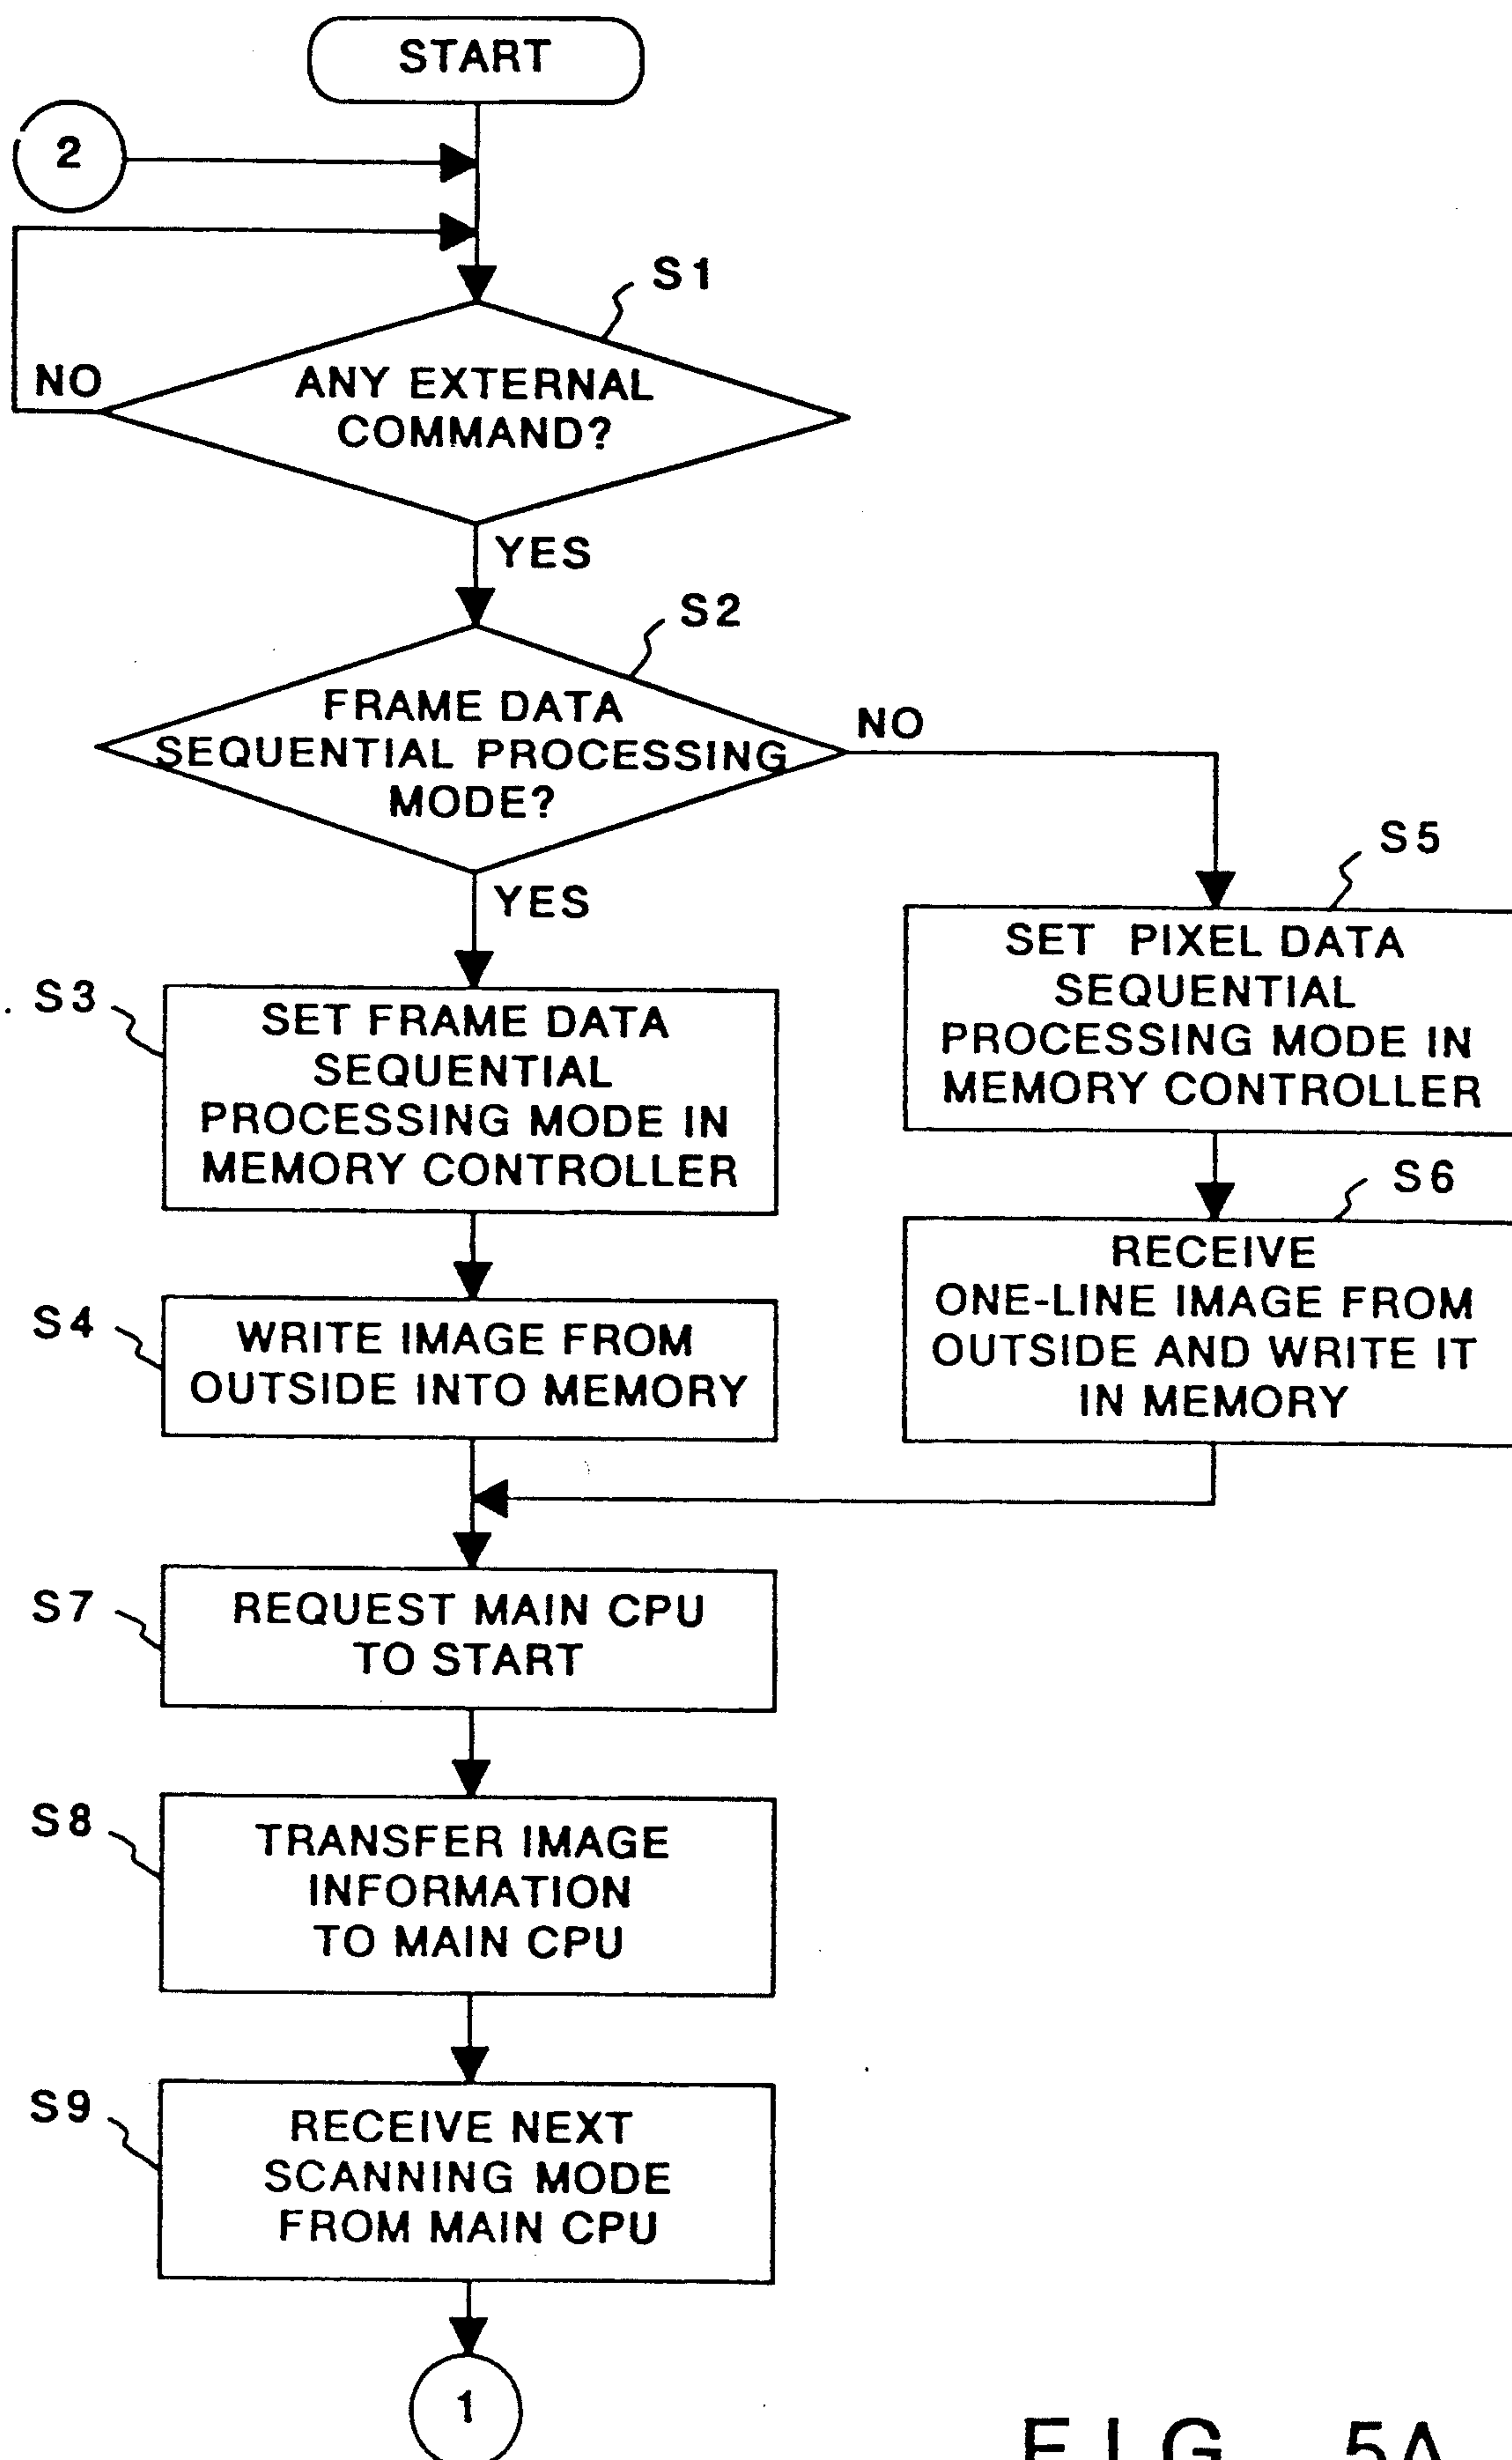 START
2
S1
NO
ANY EXTERNAL
COMMAND?
YES
S2
FRAME DATA
SEQUENTIAL PROCESSING
MODE?
NO
YES
S5
SET PIXEL DATA
SEQUENTIAL
PROCESSING MODE IN
MEMORY CONTROLLER
S3
SET FRAME DATA
SEQUENTIAL
PROCESSING MODE IN
MEMORY CONTROLLER
S6
RECEIVE
ONE-LINE IMAGE FROM
OUTSIDE AND WRITE IT
IN MEMORY
S4
WRITE IMAGE FROM
OUTSIDE INTO MEMORY
S7
REQUEST MAIN CPU
TO START
S8
TRANSFER IMAGE
INFORMATION
TO MAIN CPU
S9
RECEIVE NEXT
SCANNING MODE
FROM MAIN CPU
1
FIG 5A